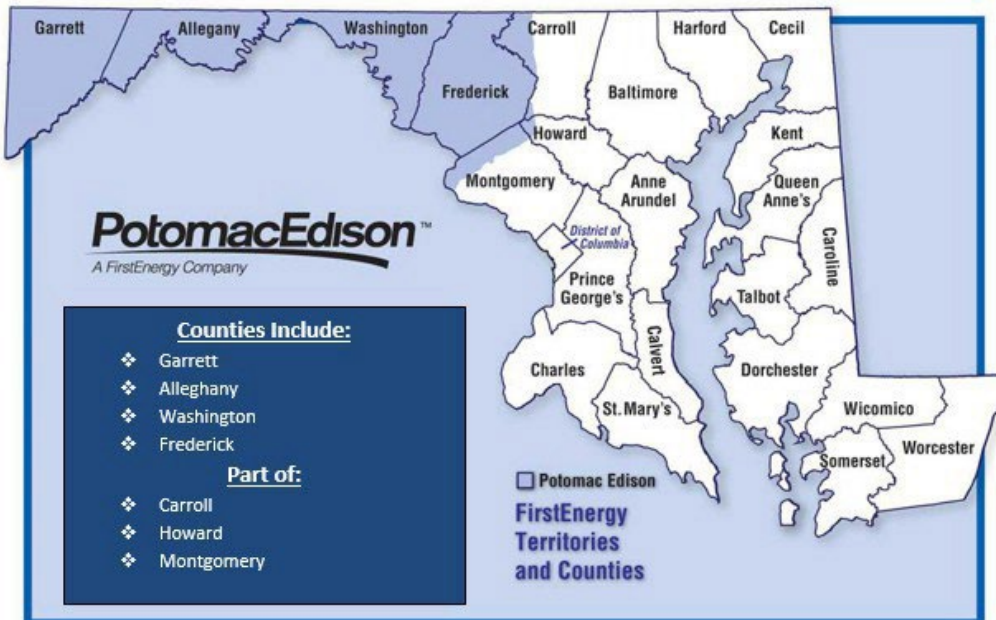 Garrett
Allegany
Washington
Carroll
Harford
Cecil
Frederick
Baltimore
Howard
Kent
Montgomery
Anne
Arundel
Queen
Anne's
PotomacEdison™
A FirstEnergy Company
District of
Columbia
Caroline
Prince
George's
Talbot
Calvert
Charles
Dorchester
St. Mary's
Wicomico
Worcester
Somerset
Counties Include:
❖ Garrett
❖ Alleghany
❖ Washington
❖ Frederick
Part of:
❖ Carroll
❖ Howard
❖ Montgomery
Potomac Edison
FirstEnergy
Territories
and Counties